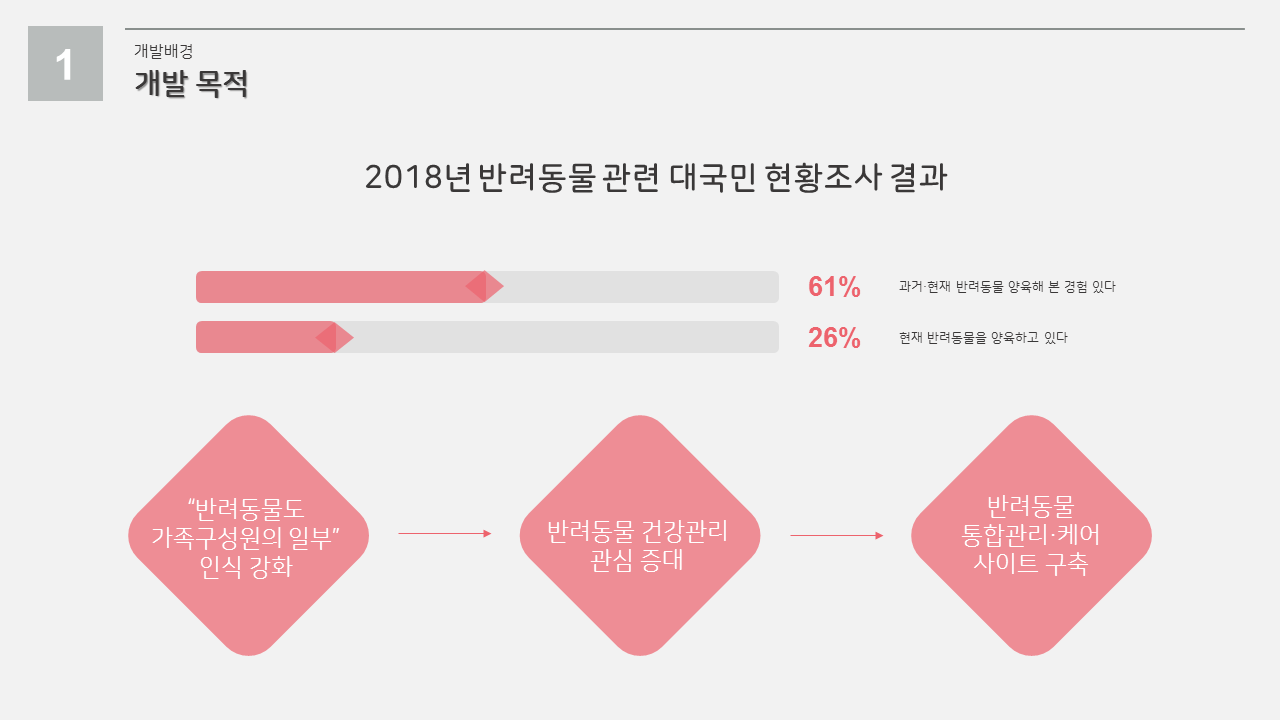 1
개발배경
개발 목적
2018년 반려동물 관련 대국민 현황조사 결과
61% 과거·현재 반려동물 양육해 본 경험 있다
26% 현재 반려동물을 양육하고 있다
“반려동물도
가족구성원의 일부”
인식 강화
반려동물 건강관리
관심 증대
반려동물
통합관리·케어
사이트 구축